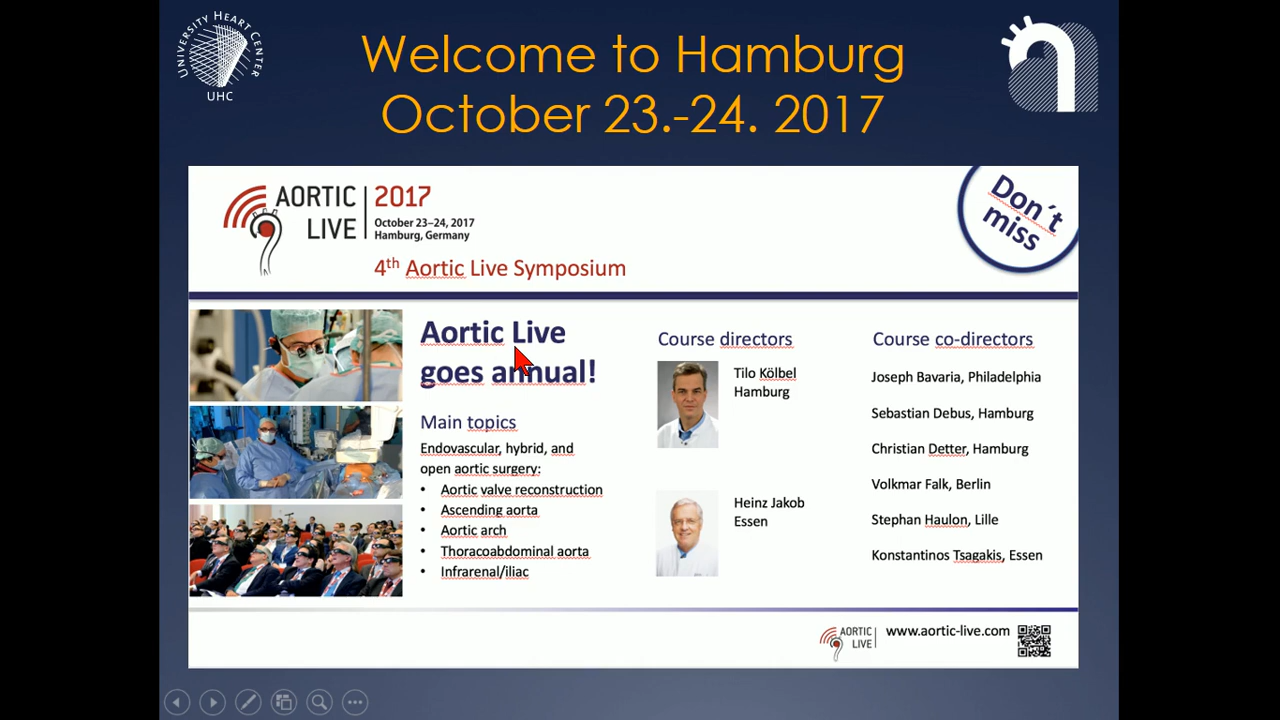 UNIVERSITY HEART CENTER
UHC
Welcome to Hamburg
October 23.-24. 2017
AORTIC LIVE
2017
October 23–24, 2017
Hamburg, Germany
4th Aortic Live Symposium
Don´t
miss
Aortic Live
goes annual!
Main topics
Endovascular, hybrid, and
open aortic surgery:
• Aortic valve reconstruction
• Ascending aorta
• Aortic arch
• Thoracoabdominal aorta
• Infrarenal/iliac
Course directors
Tilo Kölbel
Hamburg
Heinz Jakob
Essen
Course co-directors
Joseph Bavaria, Philadelphia
Sebastian Debus, Hamburg
Christian Detter, Hamburg
Volkmar Falk, Berlin
Stephan Haulon, Lille
Konstantinos Tsagakis, Essen
AORTIC
LIVE
www.aortic-live.com